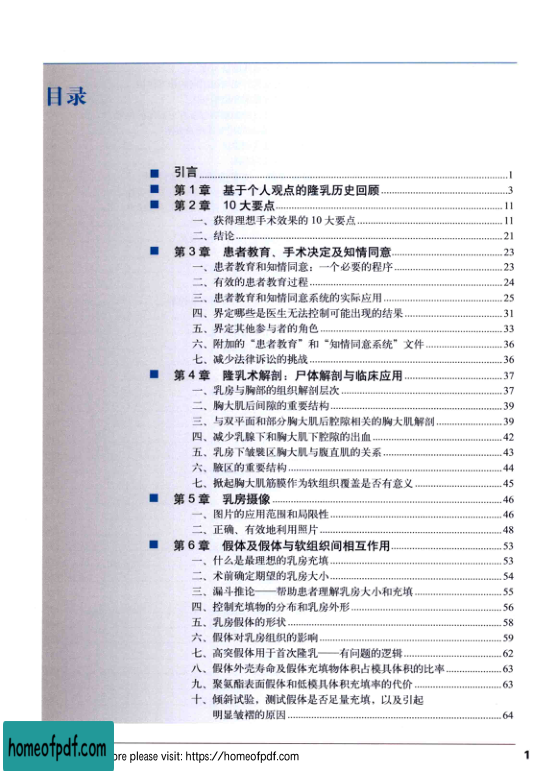 目录
引言 1
第1章 基于个人观点的隆乳历史回顾 3
第2章 10大要点 11
一、获得理想手术效果的10大要点 11
二、结论 21
第3章 患者教育、手术决定及知情同意 23
一、患者教育和知情同意：一个必要的程序 23
二、有效的患者教育过程 24
三、患者教育和知情同意系统的实际应用 25
四、界定哪些是医生无法控制可能出现的结果 31
五、界定其他参与者的角色 33
六、附加的“患者教育”和“知情同意系统”文件 36
七、减少法律诉讼的挑战 36
第4章 隆乳术解剖：尸体解剖与临床应用 37
一、乳房与胸部的组织解剖层次 37
二、胸大肌后间隙的重要结构 39
三、与双平面和部分胸大肌后腔隙相关的胸大肌解剖 39
四、减少乳腺下和胸大肌下腔隙的出血 42
五、乳房下皱襞区胸大肌与腹直肌的关系 43
六、腋区的重要结构 44
七、掀起胸大肌筋膜作为软组织覆盖是否有意义 45
第5章 乳房摄像 46
一、图片的应用范围和局限性 46
二、正确、有效地利用照片 48
第6章 假体及假体与软组织间相互作用 53
一、什么是最理想的乳房充填 53
二、术前确定期望的乳房大小 54
三、漏斗推论——帮助患者理解乳房大小和充填 55
四、控制充填物的分布和乳房外形 56
五、乳房假体的形状 58
六、假体对乳房组织的影响 59
七、高突假体用于首次隆乳——有问题的逻辑 62
八、假体外壳寿命及假体充填物体积占模具体积的比率 63
九、聚氨酯表面假体和低模具体积充填率的代价 63
十、倾斜试验，测试假体是否足量充填，以及引起
明显皱褶的原因 64
homeofpdf.com
ore please visit: https://homeofpdf.com
1